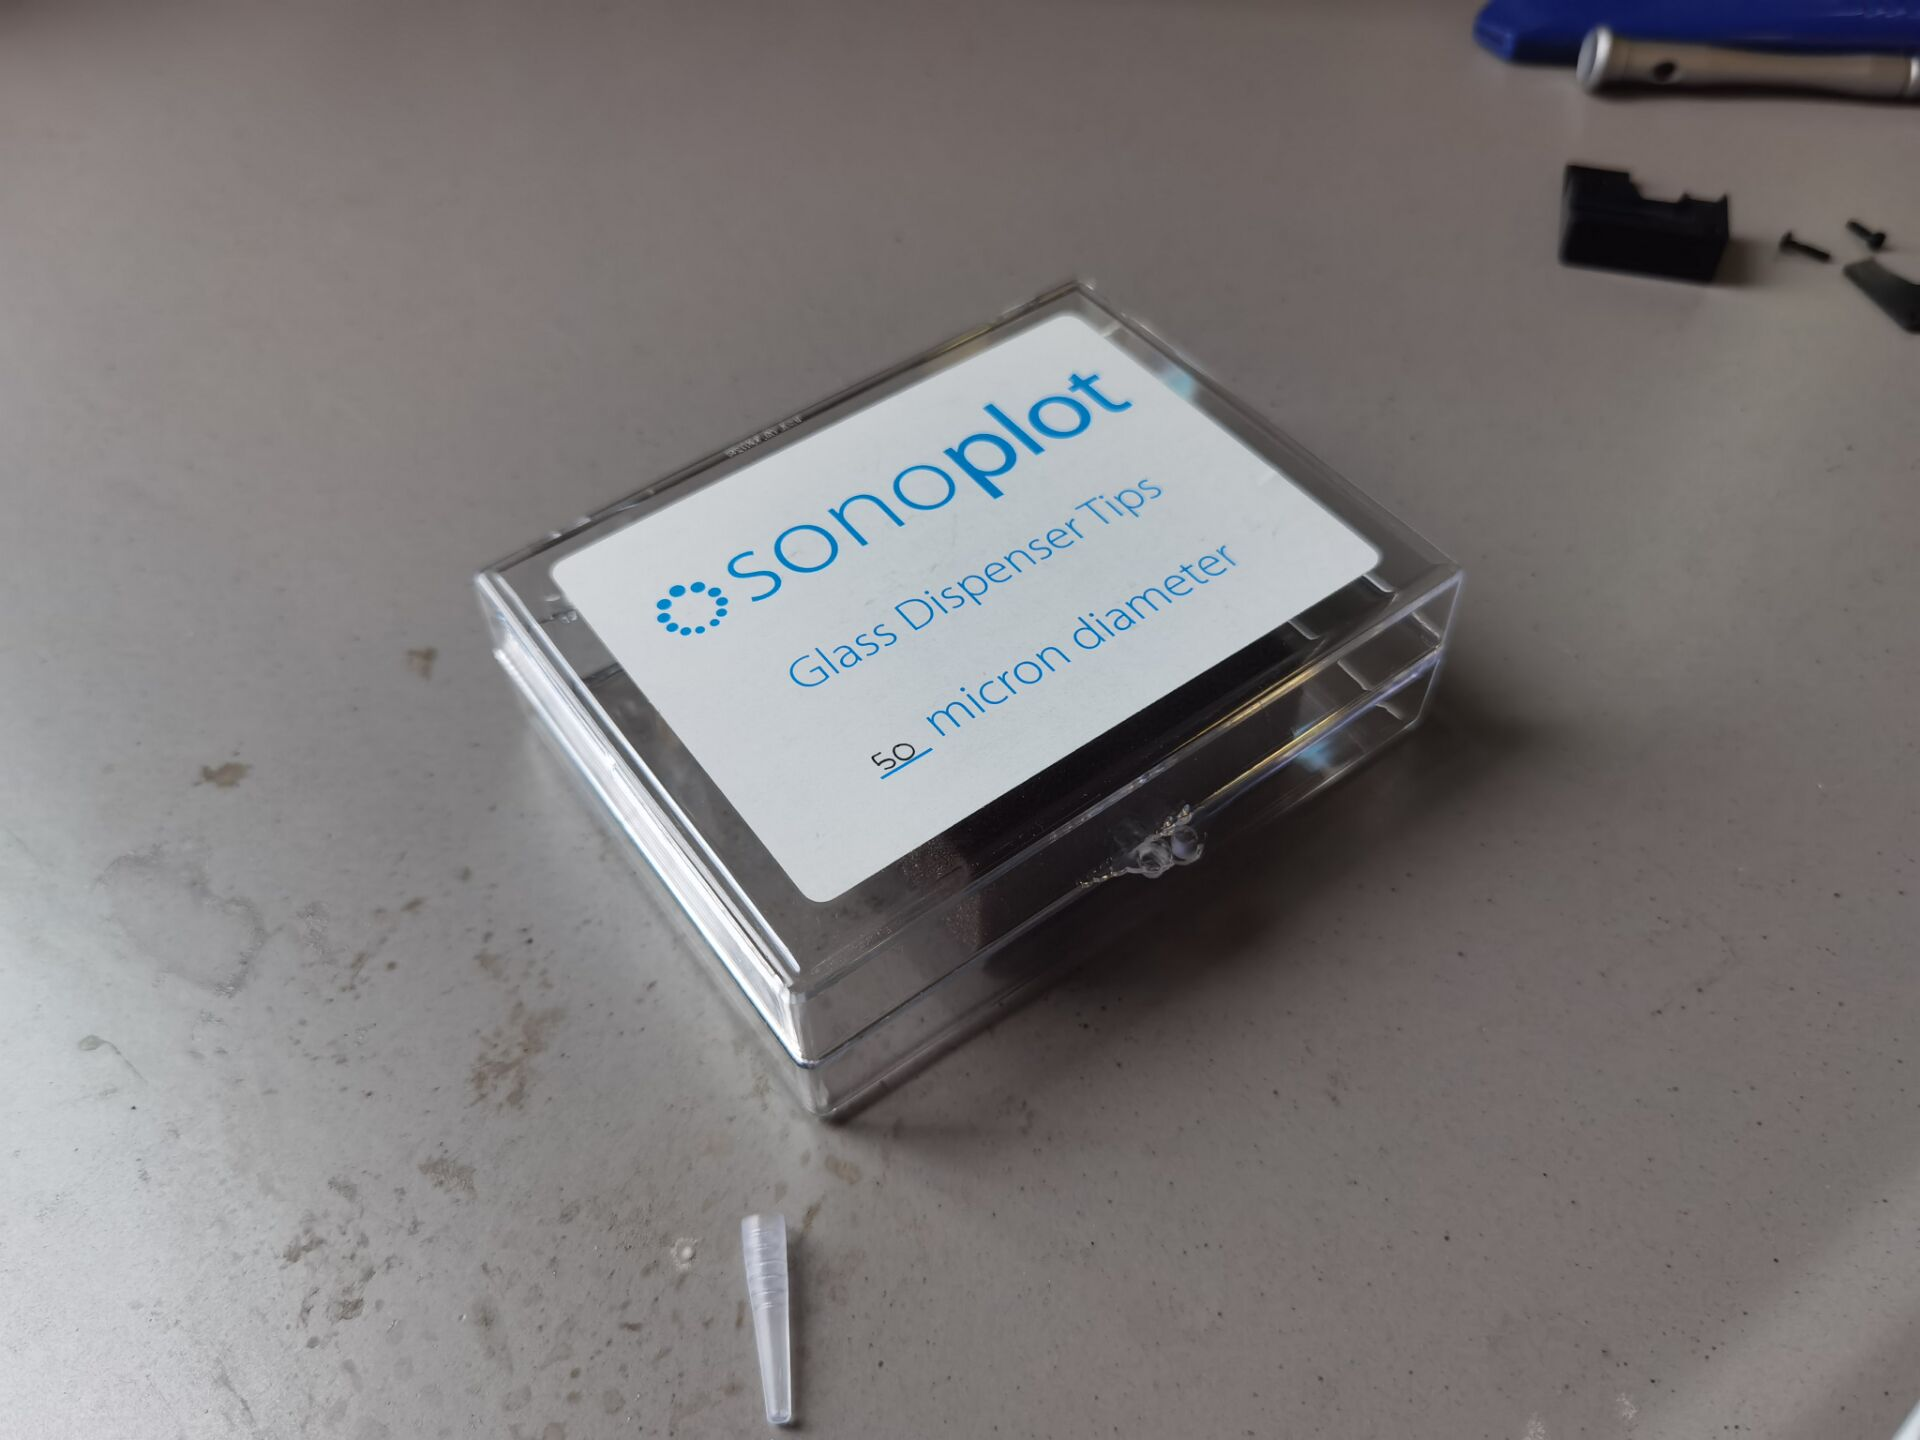 sonoplot
Glass Dispenser Tips
50 micron diameter